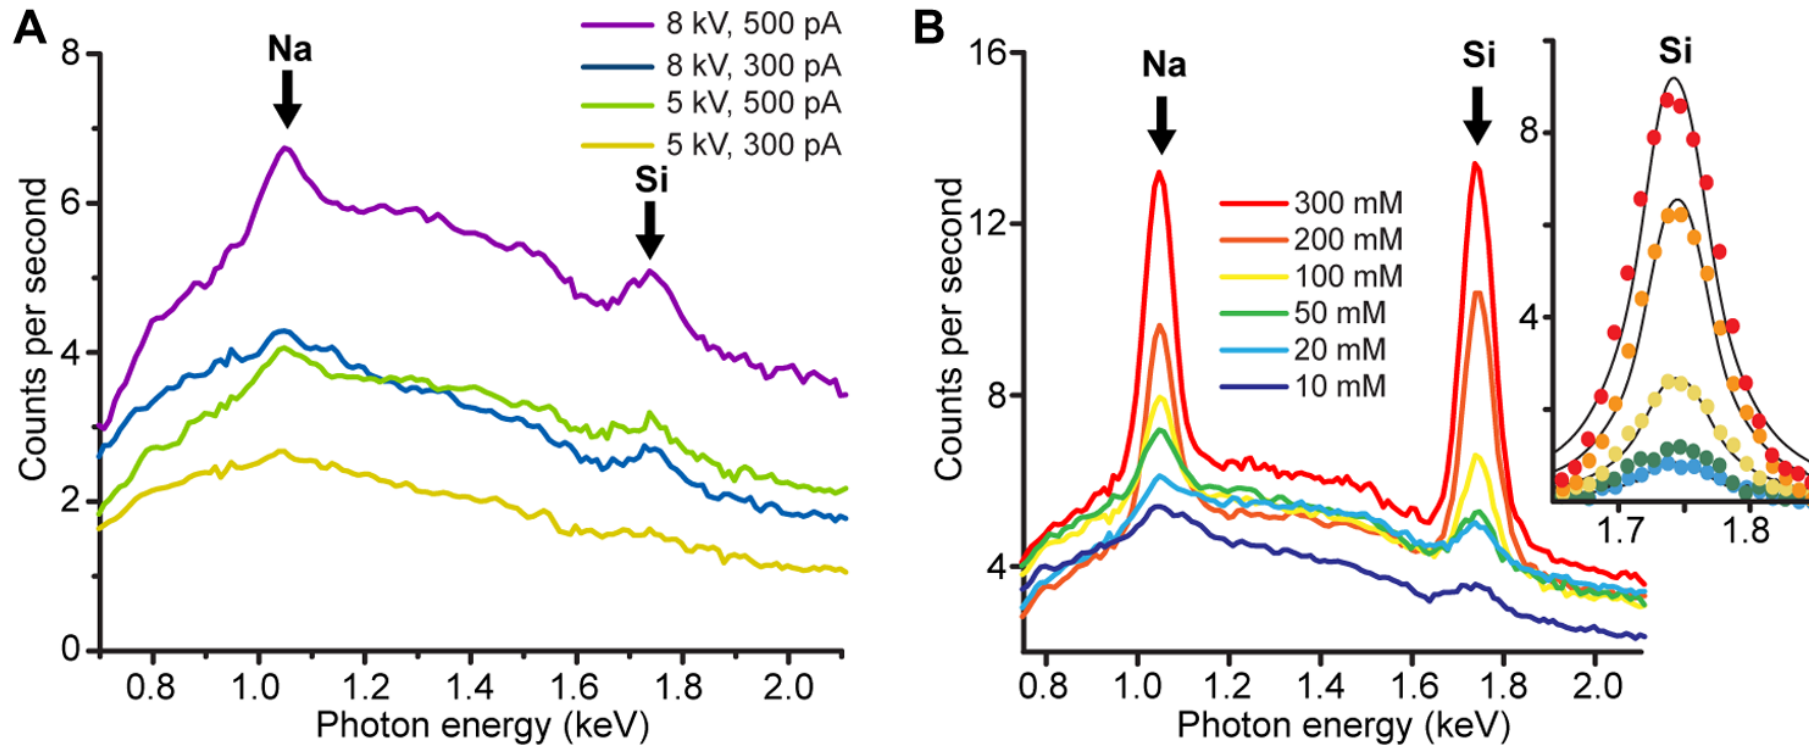 A
8 kV, 500 pA
8 kV, 300 pA
5 kV, 500 pA
5 kV, 300 pA
Na
Si
8
6
4
2
0
Counts per second
0.8 1.0 1.2 1.4 1.6 1.8 2.0
Photon energy (keV)
B
Na
Si
300 mM
200 mM
100 mM
50 mM
20 mM
10 mM
16
12
8
4
Counts per second
0.8 1.0 1.2 1.4 1.6 1.8 2.0
Photon energy (keV)
Si
8
4
1.7 1.8